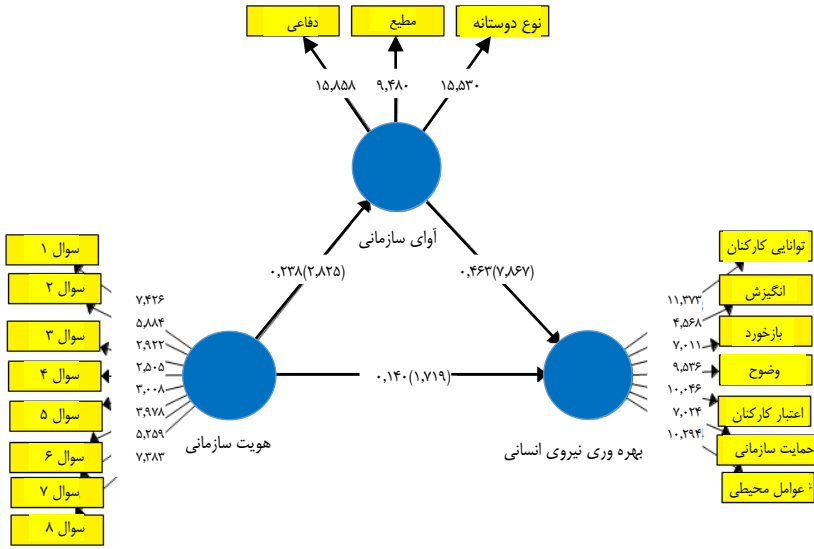 نوع دوستانه
مطیع
دفاعی
۱۵,۵۳۰
۹,۴۸۰
۱۵,۸۵۸
آوای سازمانی
۰,۲۳۸(۲,۸۲۵)
۰,۴۶۳(۷,۸۶۷)
۰,۱۴۰(۱,۷۱۹)
توانایی کارکنان
انگیزش
بازخورد
وضوح
اعتبار کارکنان
حمایت سازمانی
عوامل محیطی
۱۱,۳۷۳
۴,۵۶۸
۷,۰۱۱
۹,۵۳۶
۱۰,۰۴۶
۷,۰۲۴
۱۰,۲۹۴
بهره وری نیروی انسانی
هویت سازمانی
۷,۴۲۶
۵,۸۸۴
۲,۹۲۲
۲,۵۰۵
۳,۰۰۸
۳,۹۷۸
۵,۲۵۹
۷,۳۸۳
سوال ۱
سوال ۲
سوال ۳
سوال ۴
سوال ۵
سوال ۶
سوال ۷
سوال ۸